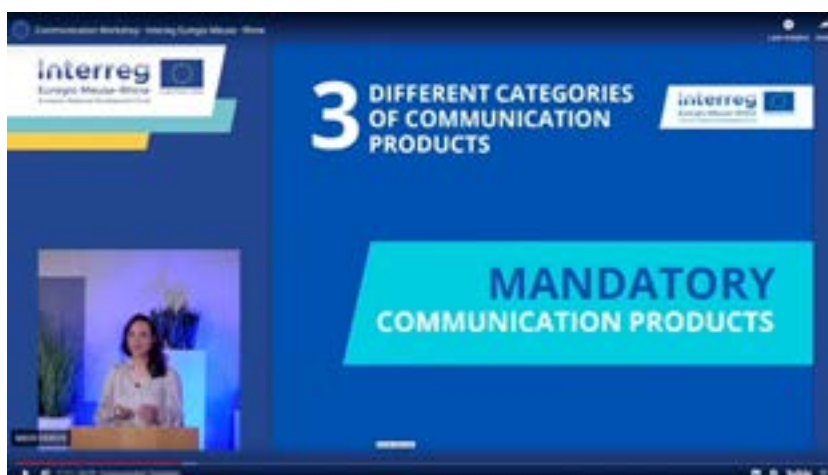 Communication Workshop - Interreg Euregio Meuse - Rhine
Interreg
Euregio Meuse-Rhine
3 DIFFERENT CATEGORIES
OF COMMUNICATION
PRODUCTS
Interreg
Euregio Meuse-Rhine
MANDATORY
COMMUNICATION PRODUCTS
YouTube